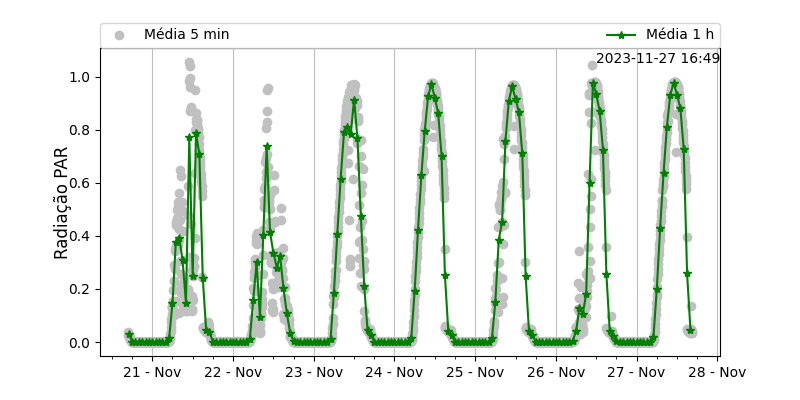 Média 5 min
Média 1 h
2023-11-27 16:49
Radiação PAR
1.0
0.8
0.6
0.4
0.2
0.0
21 - Nov
22 - Nov
23 - Nov
24 - Nov
25 - Nov
26 - Nov
27 - Nov
28 - Nov